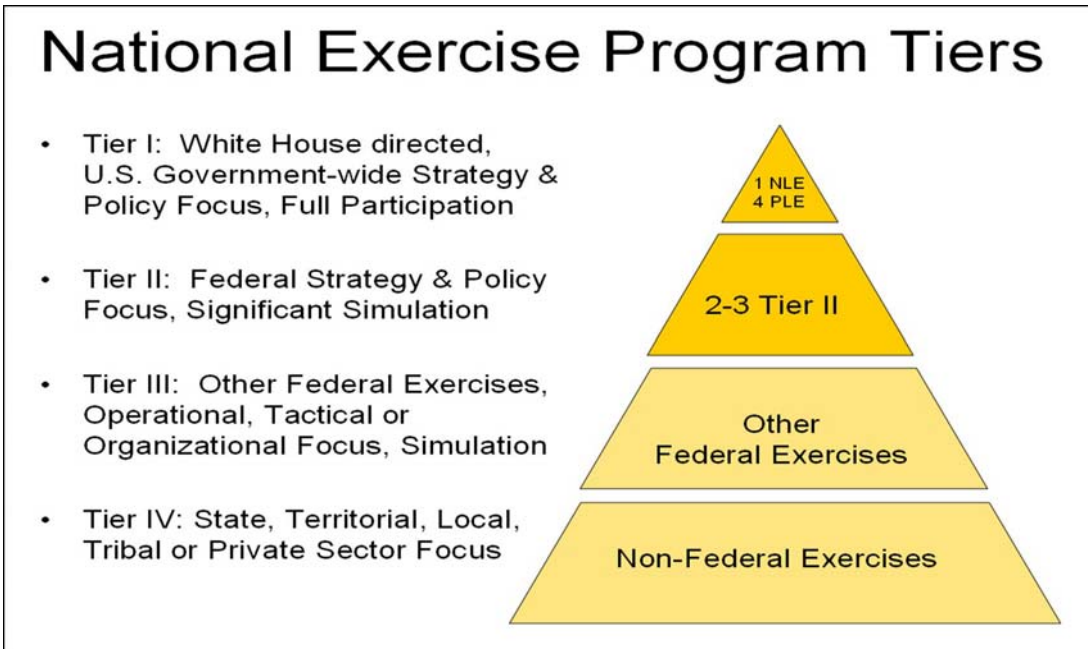 National Exercise Program Tiers
• Tier I: White House directed,
U.S. Government-wide Strategy &
Policy Focus, Full Participation
• Tier II: Federal Strategy & Policy
Focus, Significant Simulation
• Tier III: Other Federal Exercises,
Operational, Tactical or
Organizational Focus, Simulation
• Tier IV: State, Territorial, Local,
Tribal or Private Sector Focus
1 NLE
4 PLE
2-3 Tier II
Other
Federal Exercises
Non-Federal Exercises